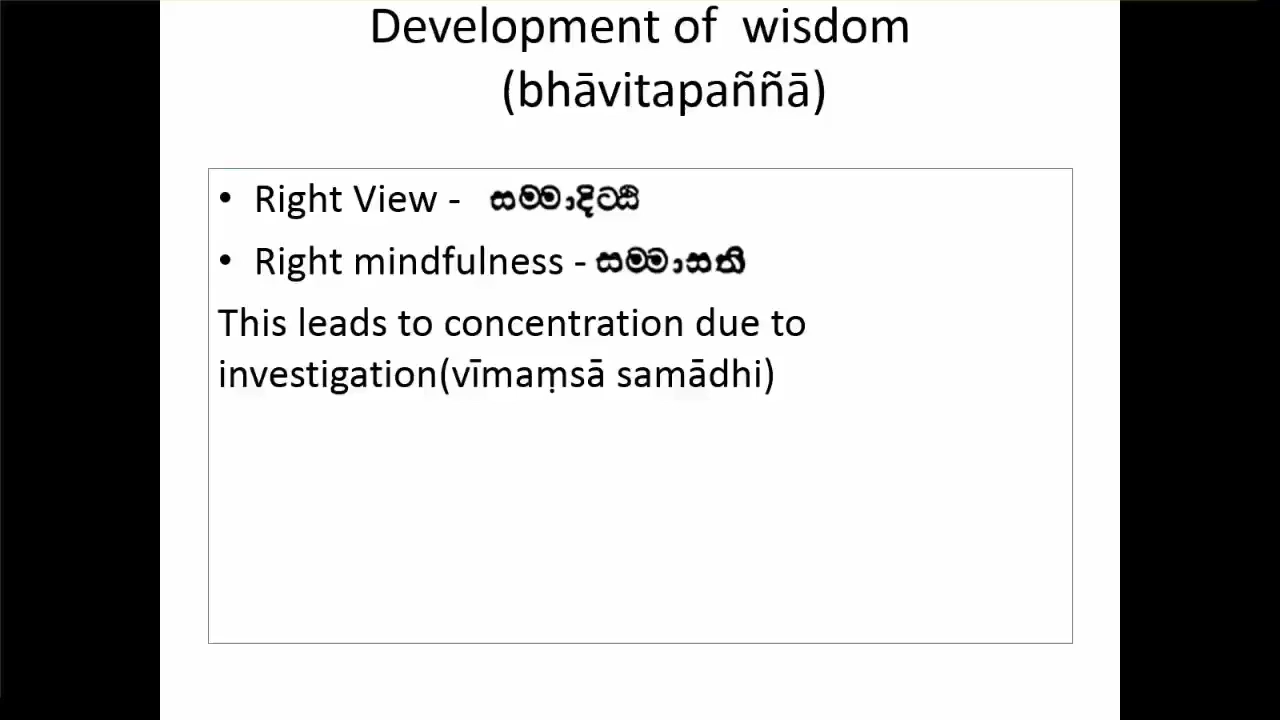 Development of wisdom
(bhāvitapaññā)
• Right View - සම්මාදිට්ඨි
• Right mindfulness - සම්මාසති
This leads to concentration due to
investigation(vīmaṃsā samādhi)